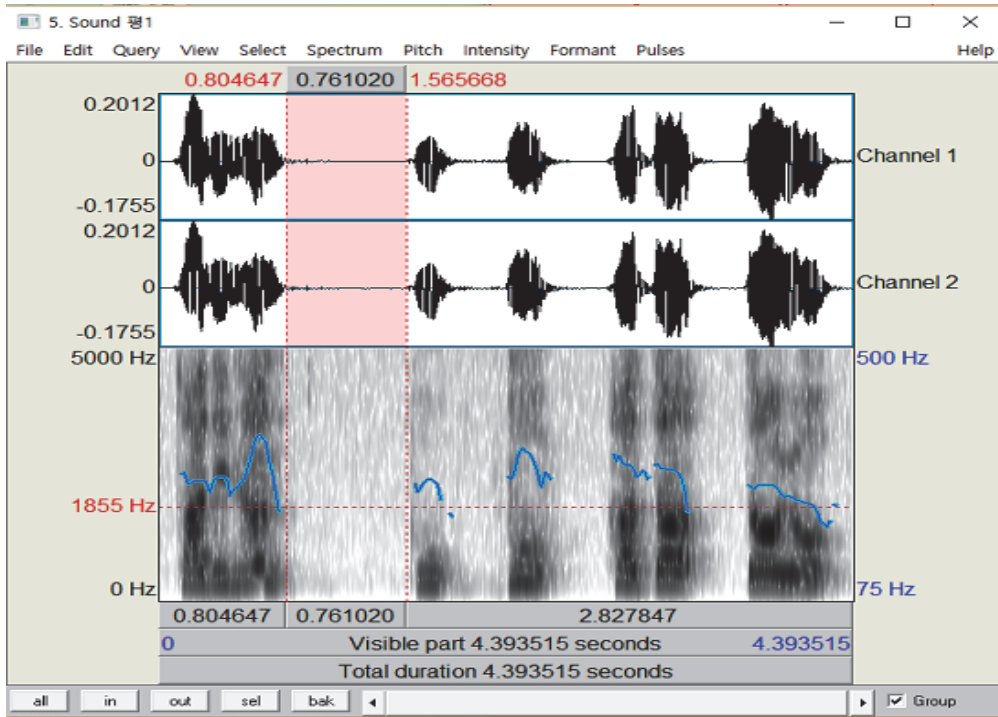 5. Sound 평1
File Edit Query View Select Spectrum Pitch Intensity Formant Pulses Help
0.804647 0.761020 1.565668
0.2012
0 Channel 1
-0.1755
0.2012
0 Channel 2
-0.1755
5000 Hz 500 Hz
1855 Hz
0 Hz 75 Hz
0.804647 0.761020 2.827847
0 Visible part 4.393515 seconds 4.393515
Total duration 4.393515 seconds
all in out sel bak Group